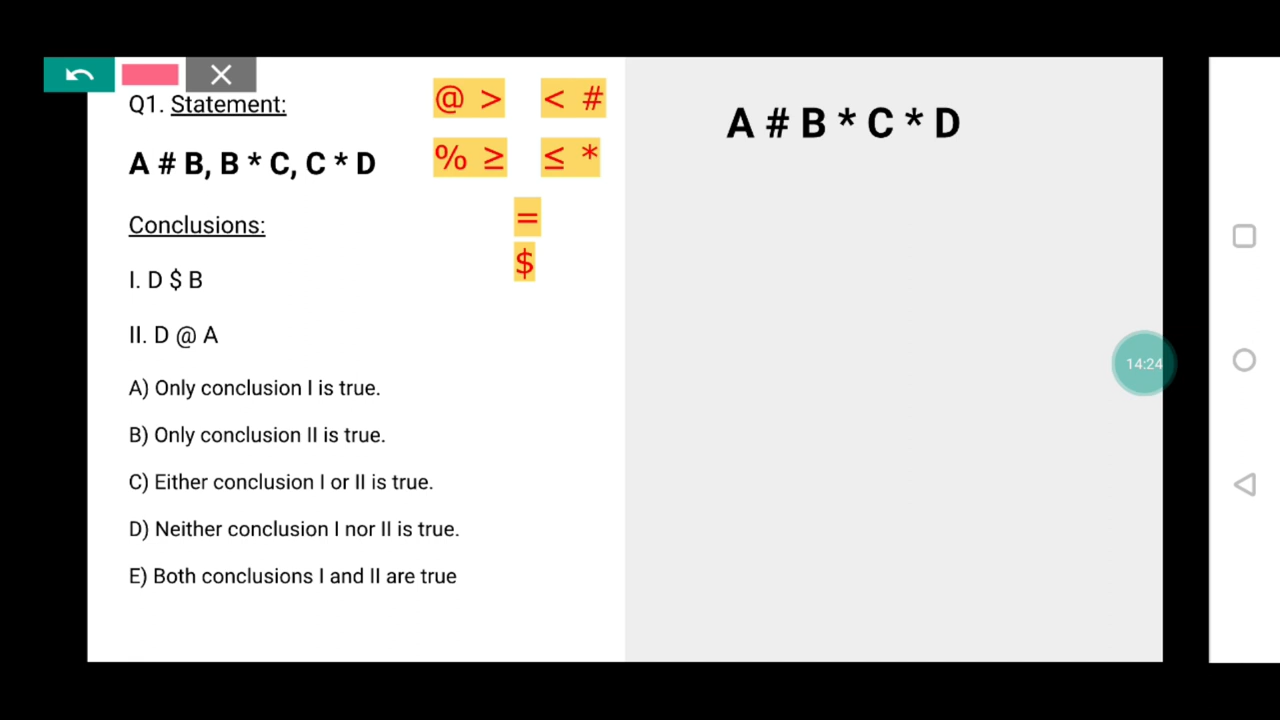 Q1. Statement:
@ > < #
A # B, B * C, C * D
% ≥ ≤ *
Conclusions:
=
$
I. D $ B
II. D @ A
A) Only conclusion I is true.
B) Only conclusion II is true.
C) Either conclusion I or II is true.
D) Neither conclusion I nor II is true.
E) Both conclusions I and II are true
A # B * C * D
14:24